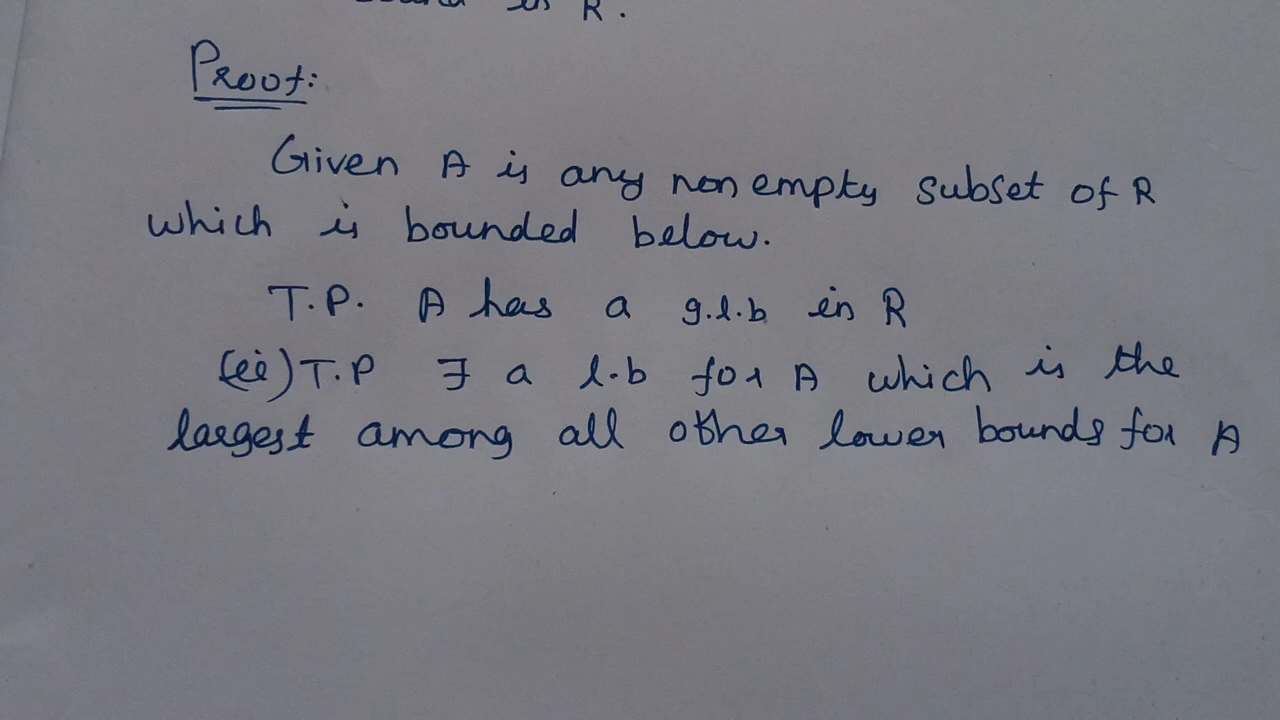 in R.
Proof:
Given A is any non empty subset of R
which is bounded below.
T.P. A has a g.l.b in R
(ie) T.P ∃ a l.b for A which is the
largest among all other lower bounds for A